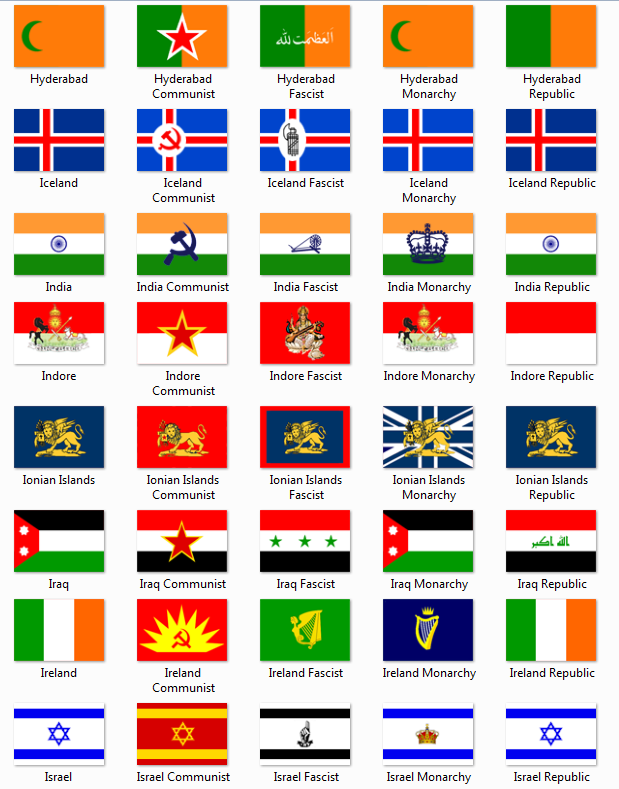 العظمت لله
Hyderabad
Hyderabad
Communist
Hyderabad
Fascist
Hyderabad
Monarchy
Hyderabad
Republic
Iceland
Iceland
Communist
Iceland Fascist
Iceland
Monarchy
Iceland Republic
India
India Communist
India Fascist
India Monarchy
India Republic
Indore
Indore
Communist
Indore Fascist
Indore Monarchy
Indore Republic
Ionian Islands
Ionian Islands
Communist
Ionian Islands
Fascist
Ionian Islands
Monarchy
Ionian Islands
Republic
الله اكبر
Iraq
Iraq Communist
Iraq Fascist
Iraq Monarchy
Iraq Republic
Ireland
Ireland
Communist
Ireland Fascist
Ireland Monarchy
Ireland Republic
Israel
Israel Communist
Israel Fascist
Israel Monarchy
Israel Republic